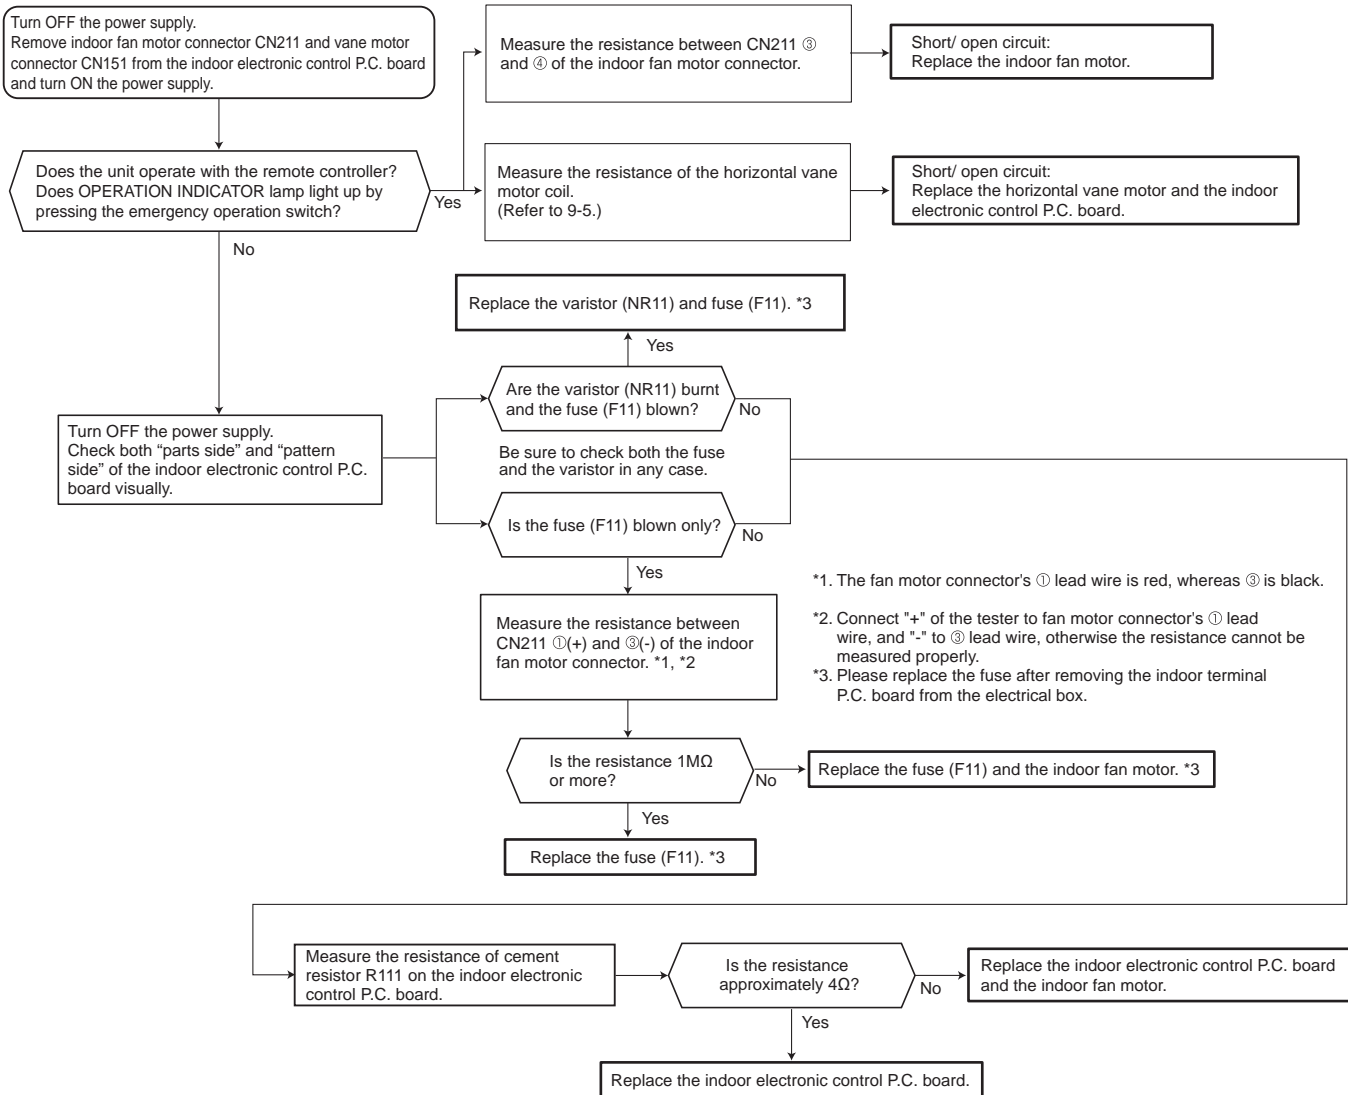 Turn OFF the power supply.
Remove indoor fan motor connector CN211 and vane motor
connector CN151 from the indoor electronic control P.C. board
and turn ON the power supply.
Measure the resistance between CN211 ③
and ④ of the indoor fan motor connector.
Short/ open circuit:
Replace the indoor fan motor.
Does the unit operate with the remote controller?
Does OPERATION INDICATOR lamp light up by
pressing the emergency operation switch?
Yes
Measure the resistance of the horizontal vane
motor coil.
(Refer to 9-5.)
Short/ open circuit:
Replace the horizontal vane motor and the indoor
electronic control P.C. board.
No
Replace the varistor (NR11) and fuse (F11). *3
Yes
Are the varistor (NR11) burnt
and the fuse (F11) blown?
No
Turn OFF the power supply.
Check both “parts side” and “pattern
side” of the indoor electronic control P.C.
board visually.
Be sure to check both the fuse
and the varistor in any case.
Is the fuse (F11) blown only?
No
Yes
*1. The fan motor connector's ① lead wire is red, whereas ③ is black.
*2. Connect "+" of the tester to fan motor connector's ① lead
wire, and "-" to ③ lead wire, otherwise the resistance cannot be
measured properly.
*3. Please replace the fuse after removing the indoor terminal
P.C. board from the electrical box.
Measure the resistance between
CN211 ①(+) and ③(-) of the indoor
fan motor connector. *1, *2
Is the resistance 1MΩ
or more?
No
Replace the fuse (F11) and the indoor fan motor. *3
Yes
Replace the fuse (F11). *3
Measure the resistance of cement
resistor R111 on the indoor electronic
control P.C. board.
Is the resistance
approximately 4Ω?
No
Replace the indoor electronic control P.C. board
and the indoor fan motor.
Yes
Replace the indoor electronic control P.C. board.